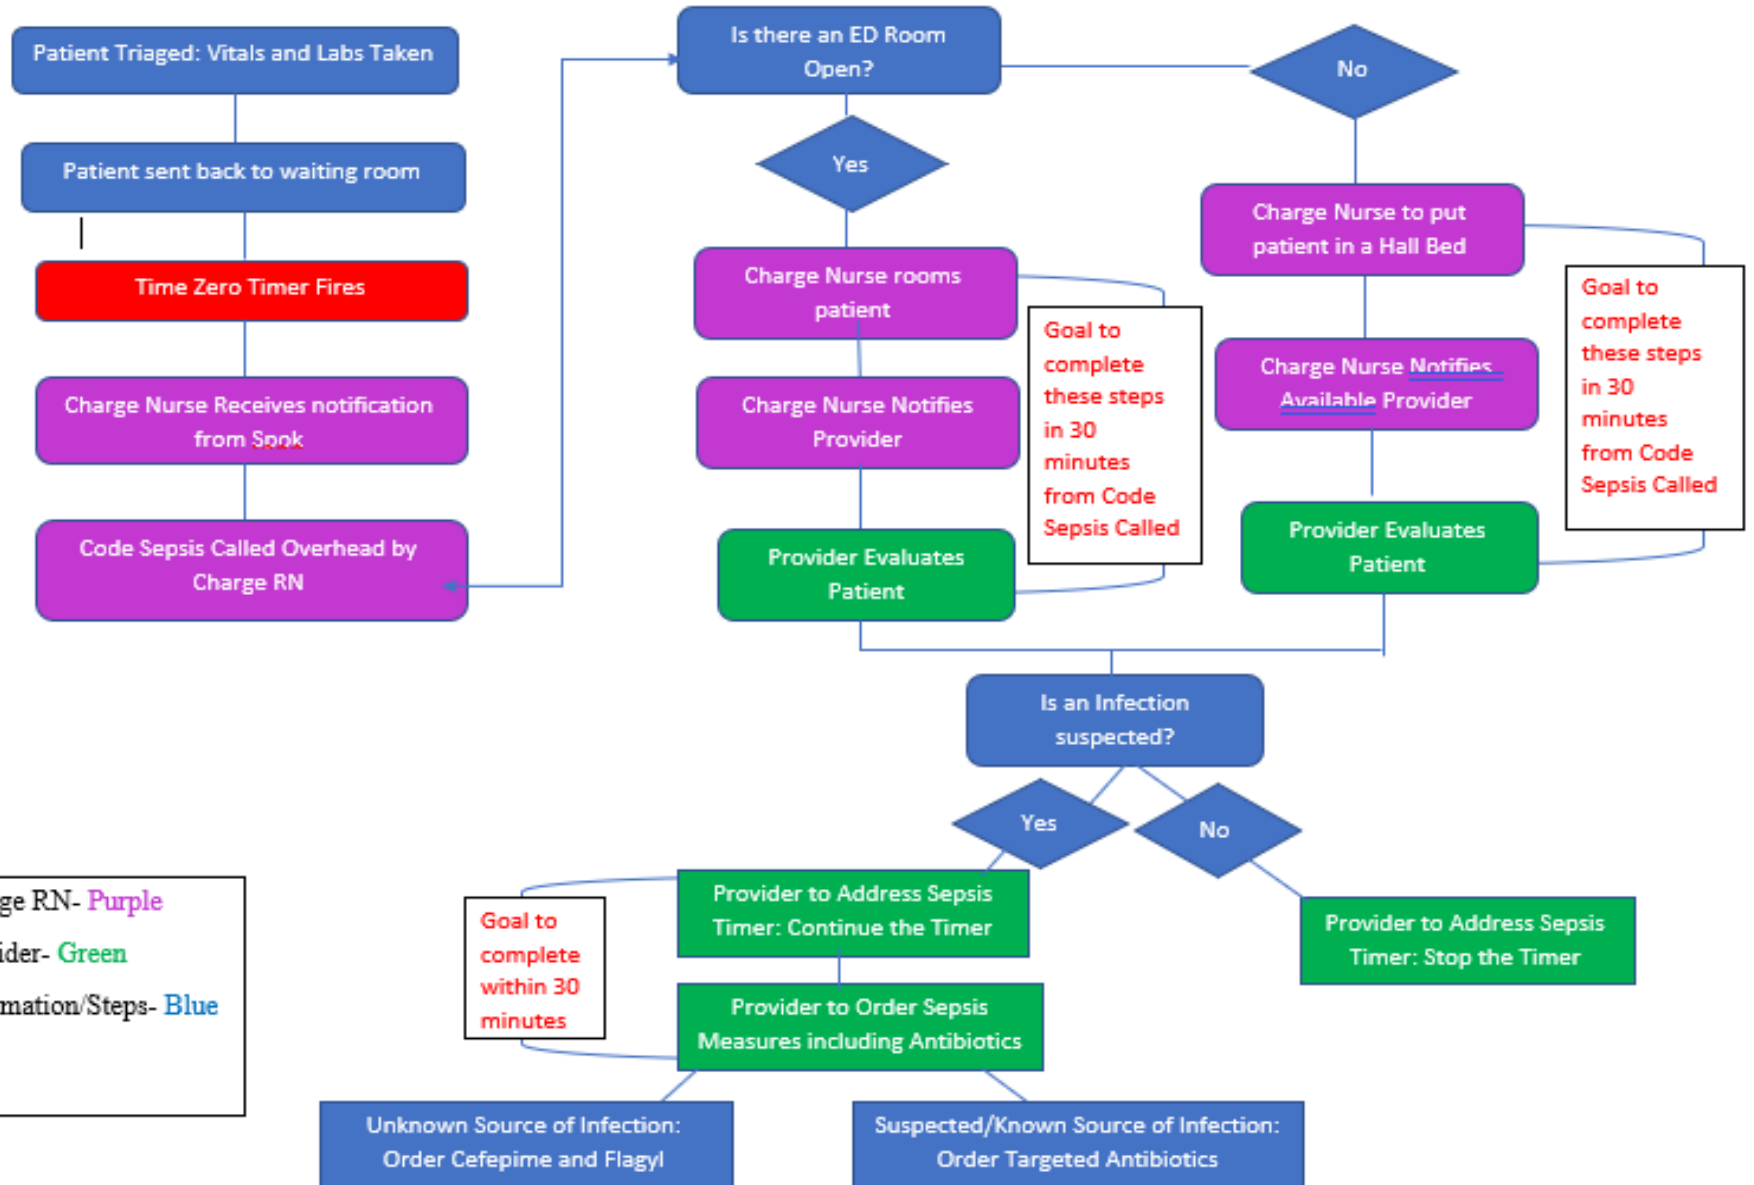 Patient Triaged: Vitals and Labs Taken
Patient sent back to waiting room
Time Zero Timer Fires
Charge Nurse Receives notification
from Spok
Code Sepsis Called Overhead by
Charge RN
Is there an ED Room
Open?
No
Yes
Charge Nurse rooms
patient
Charge Nurse Notifies
Provider
Provider Evaluates
Patient
Goal to
complete
these steps
in 30
minutes
from Code
Sepsis Called
Charge Nurse to put
patient in a Hall Bed
Charge Nurse Notifies
Available Provider
Provider Evaluates
Patient
Goal to
complete
these steps
in 30
minutes
from Code
Sepsis Called
Is an Infection
suspected?
Yes
No
Provider to Address Sepsis
Timer: Continue the Timer
Provider to Address Sepsis
Timer: Stop the Timer
Goal to
complete
within 30
minutes
Provider to Order Sepsis
Measures including Antibiotics
Unknown Source of Infection:
Order Cefepime and Flagyl
Suspected/Known Source of Infection:
Order Targeted Antibiotics
ge RN- Purple
ider- Green
mation/Steps- Blue